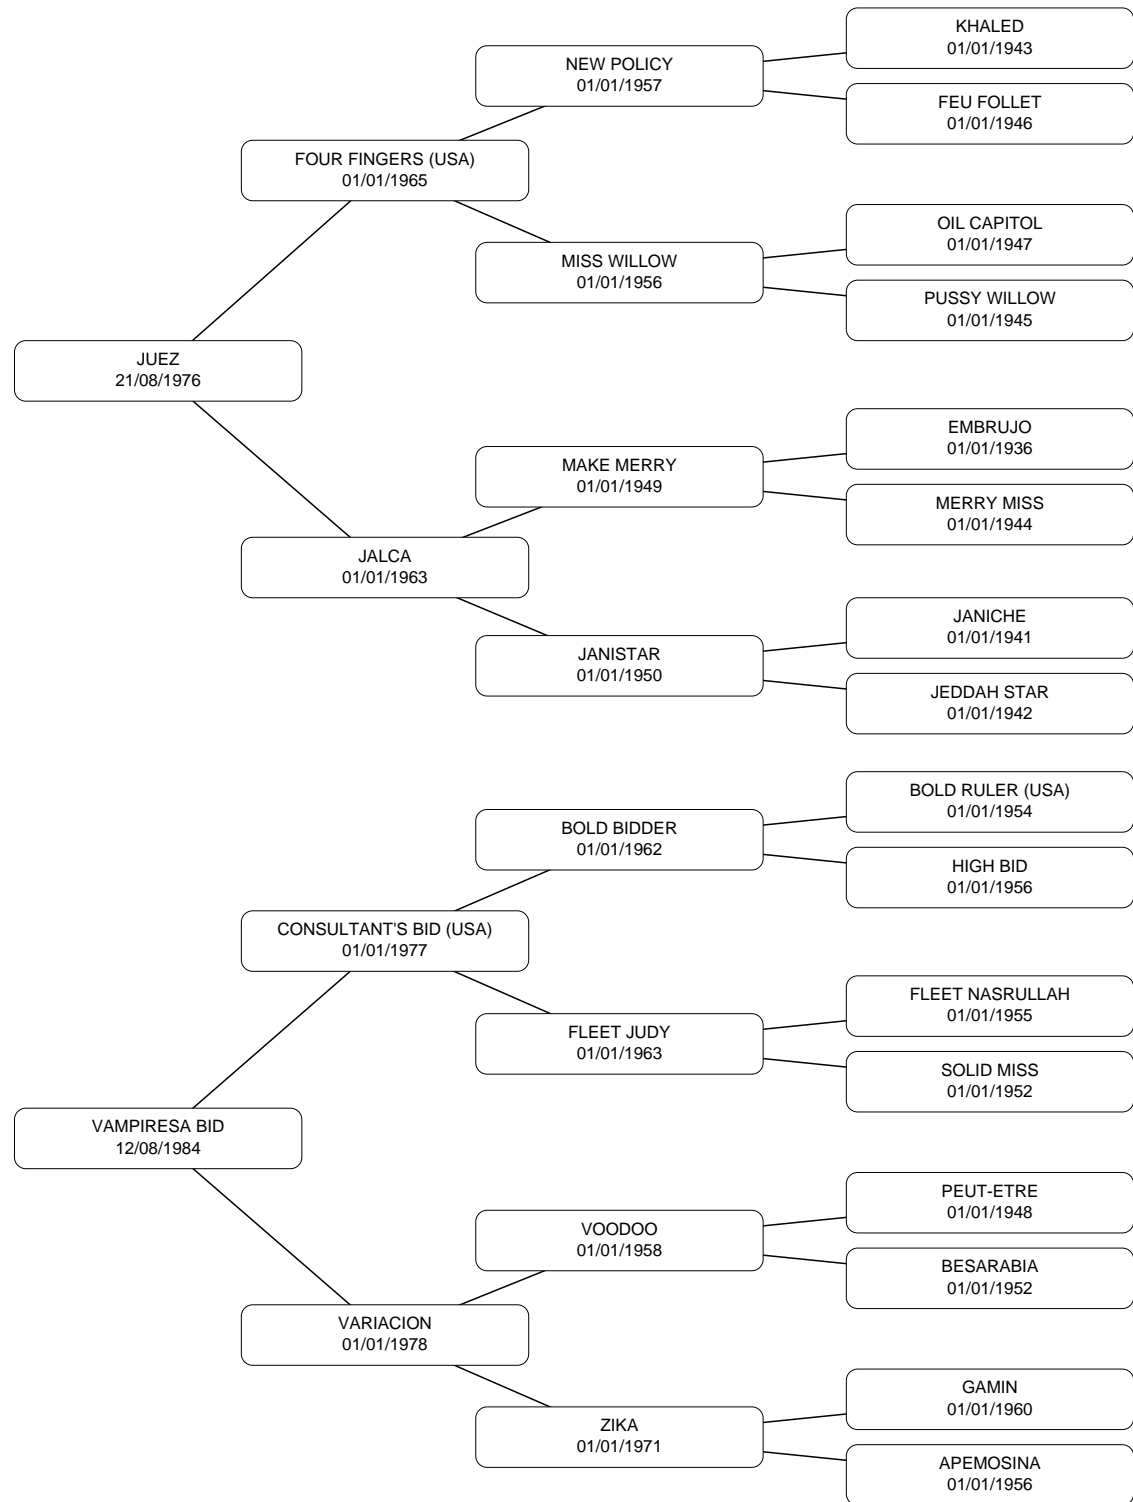 KHALED
01/01/1943
NEW POLICY
01/01/1957
FEU FOLLET
01/01/1946
FOUR FINGERS (USA)
01/01/1965
OIL CAPITOL
01/01/1947
MISS WILLOW
01/01/1956
PUSSY WILLOW
01/01/1945
JUEZ
21/08/1976
EMBRUJO
01/01/1936
MAKE MERRY
01/01/1949
MERRY MISS
01/01/1944
JALCA
01/01/1963
JANICHE
01/01/1941
JANISTAR
01/01/1950
JEDDAH STAR
01/01/1942
BOLD RULER (USA)
01/01/1954
BOLD BIDDER
01/01/1962
HIGH BID
01/01/1956
CONSULTANT'S BID (USA)
01/01/1977
FLEET NASRULLAH
01/01/1955
FLEET JUDY
01/01/1963
SOLID MISS
01/01/1952
VAMPIRESA BID
12/08/1984
PEUT-ETRE
01/01/1948
VOODOO
01/01/1958
BESARABIA
01/01/1952
VARIACION
01/01/1978
GAMIN
01/01/1960
ZIKA
01/01/1971
APEMOSINA
01/01/1956